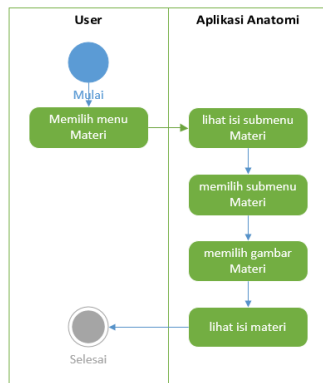 User
Aplikasi Anatomi
Mulai
Memilih menu
Materi
lihat isi submenu
Materi
memilih submenu
Materi
memilih gambar
Materi
lihat isi materi
Selesai